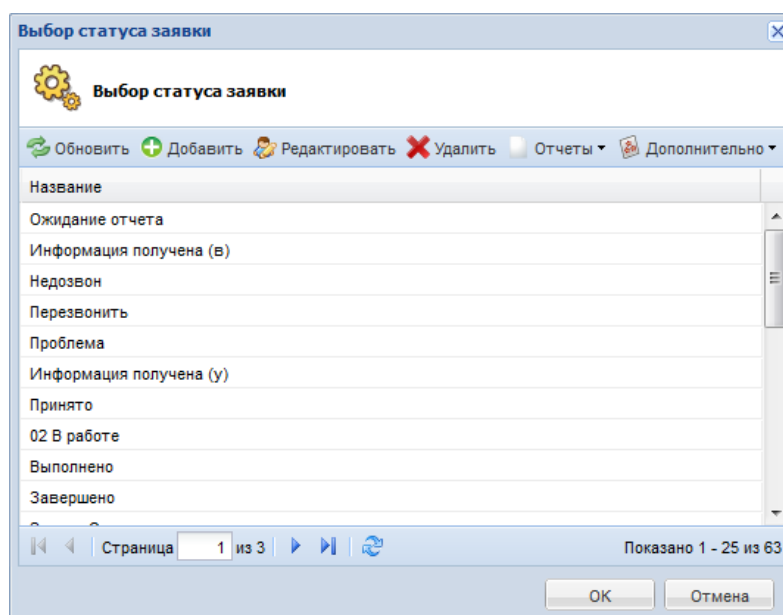 Выбор статуса заявки
Выбор статуса заявки
Обновить Добавить Редактировать Удалить Отчеты Дополнительно
Название
Ожидание отчета
Информация получена (в)
Недозвон
Перезвонить
Проблема
Информация получена (у)
Принято
02 В работе
Выполнено
Завершено
Страница 1 из 3 Показано 1 - 25 из 63
OK Отмена